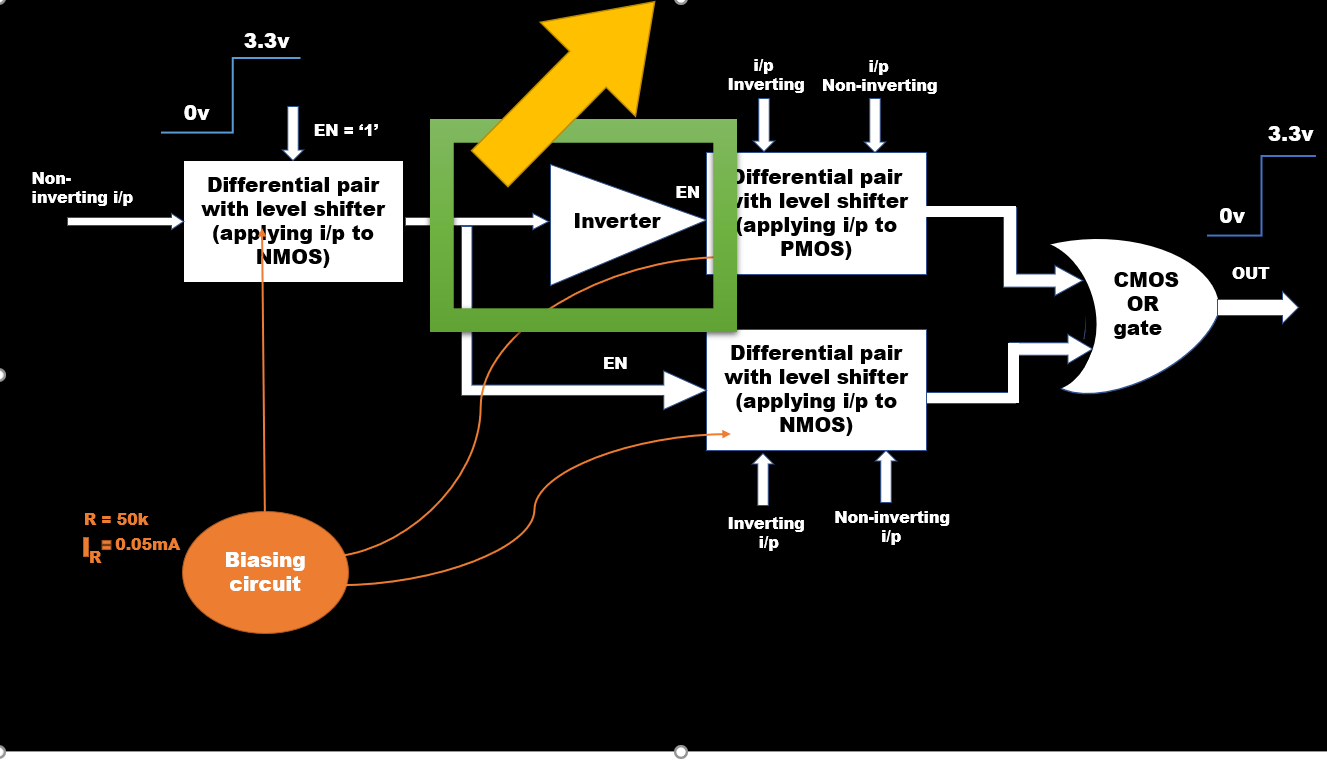 3.3v
0v
EN = ‘1’
Non-
inverting i/p
Differential pair
with level shifter
(applying i/p to
NMOS)
Inverter
EN
i/p
Inverting
i/p
Non-inverting
Differential pair
with level shifter
(applying i/p to
PMOS)
3.3v
0v
CMOS
OR
gate
OUT
EN
Differential pair
with level shifter
(applying i/p to
NMOS)
Inverting
i/p
Non-inverting
i/p
R = 50k
IR = 0.05mA
Biasing
circuit